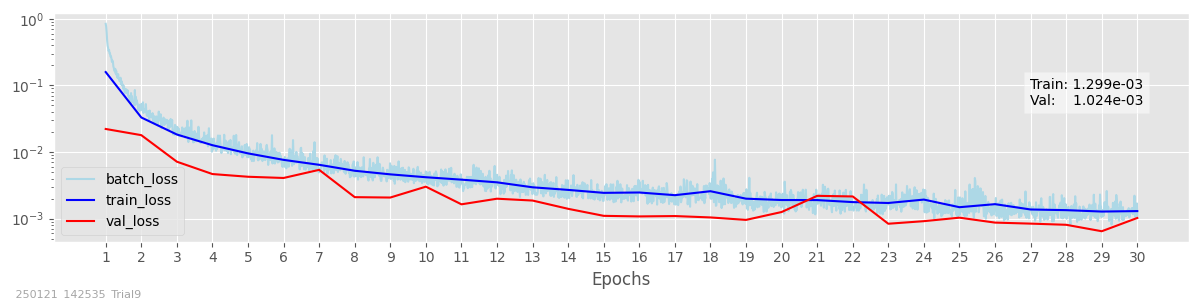 10⁰
10⁻¹
10⁻²
10⁻³
Train: 1.299e-03
Val: 1.024e-03
batch_loss
train_loss
val_loss
1 2 3 4 5 6 7 8 9 10 11 12 13 14 15 16 17 18 19 20 21 22 23 24 25 26 27 28 29 30
Epochs
250121_142535_Trial9